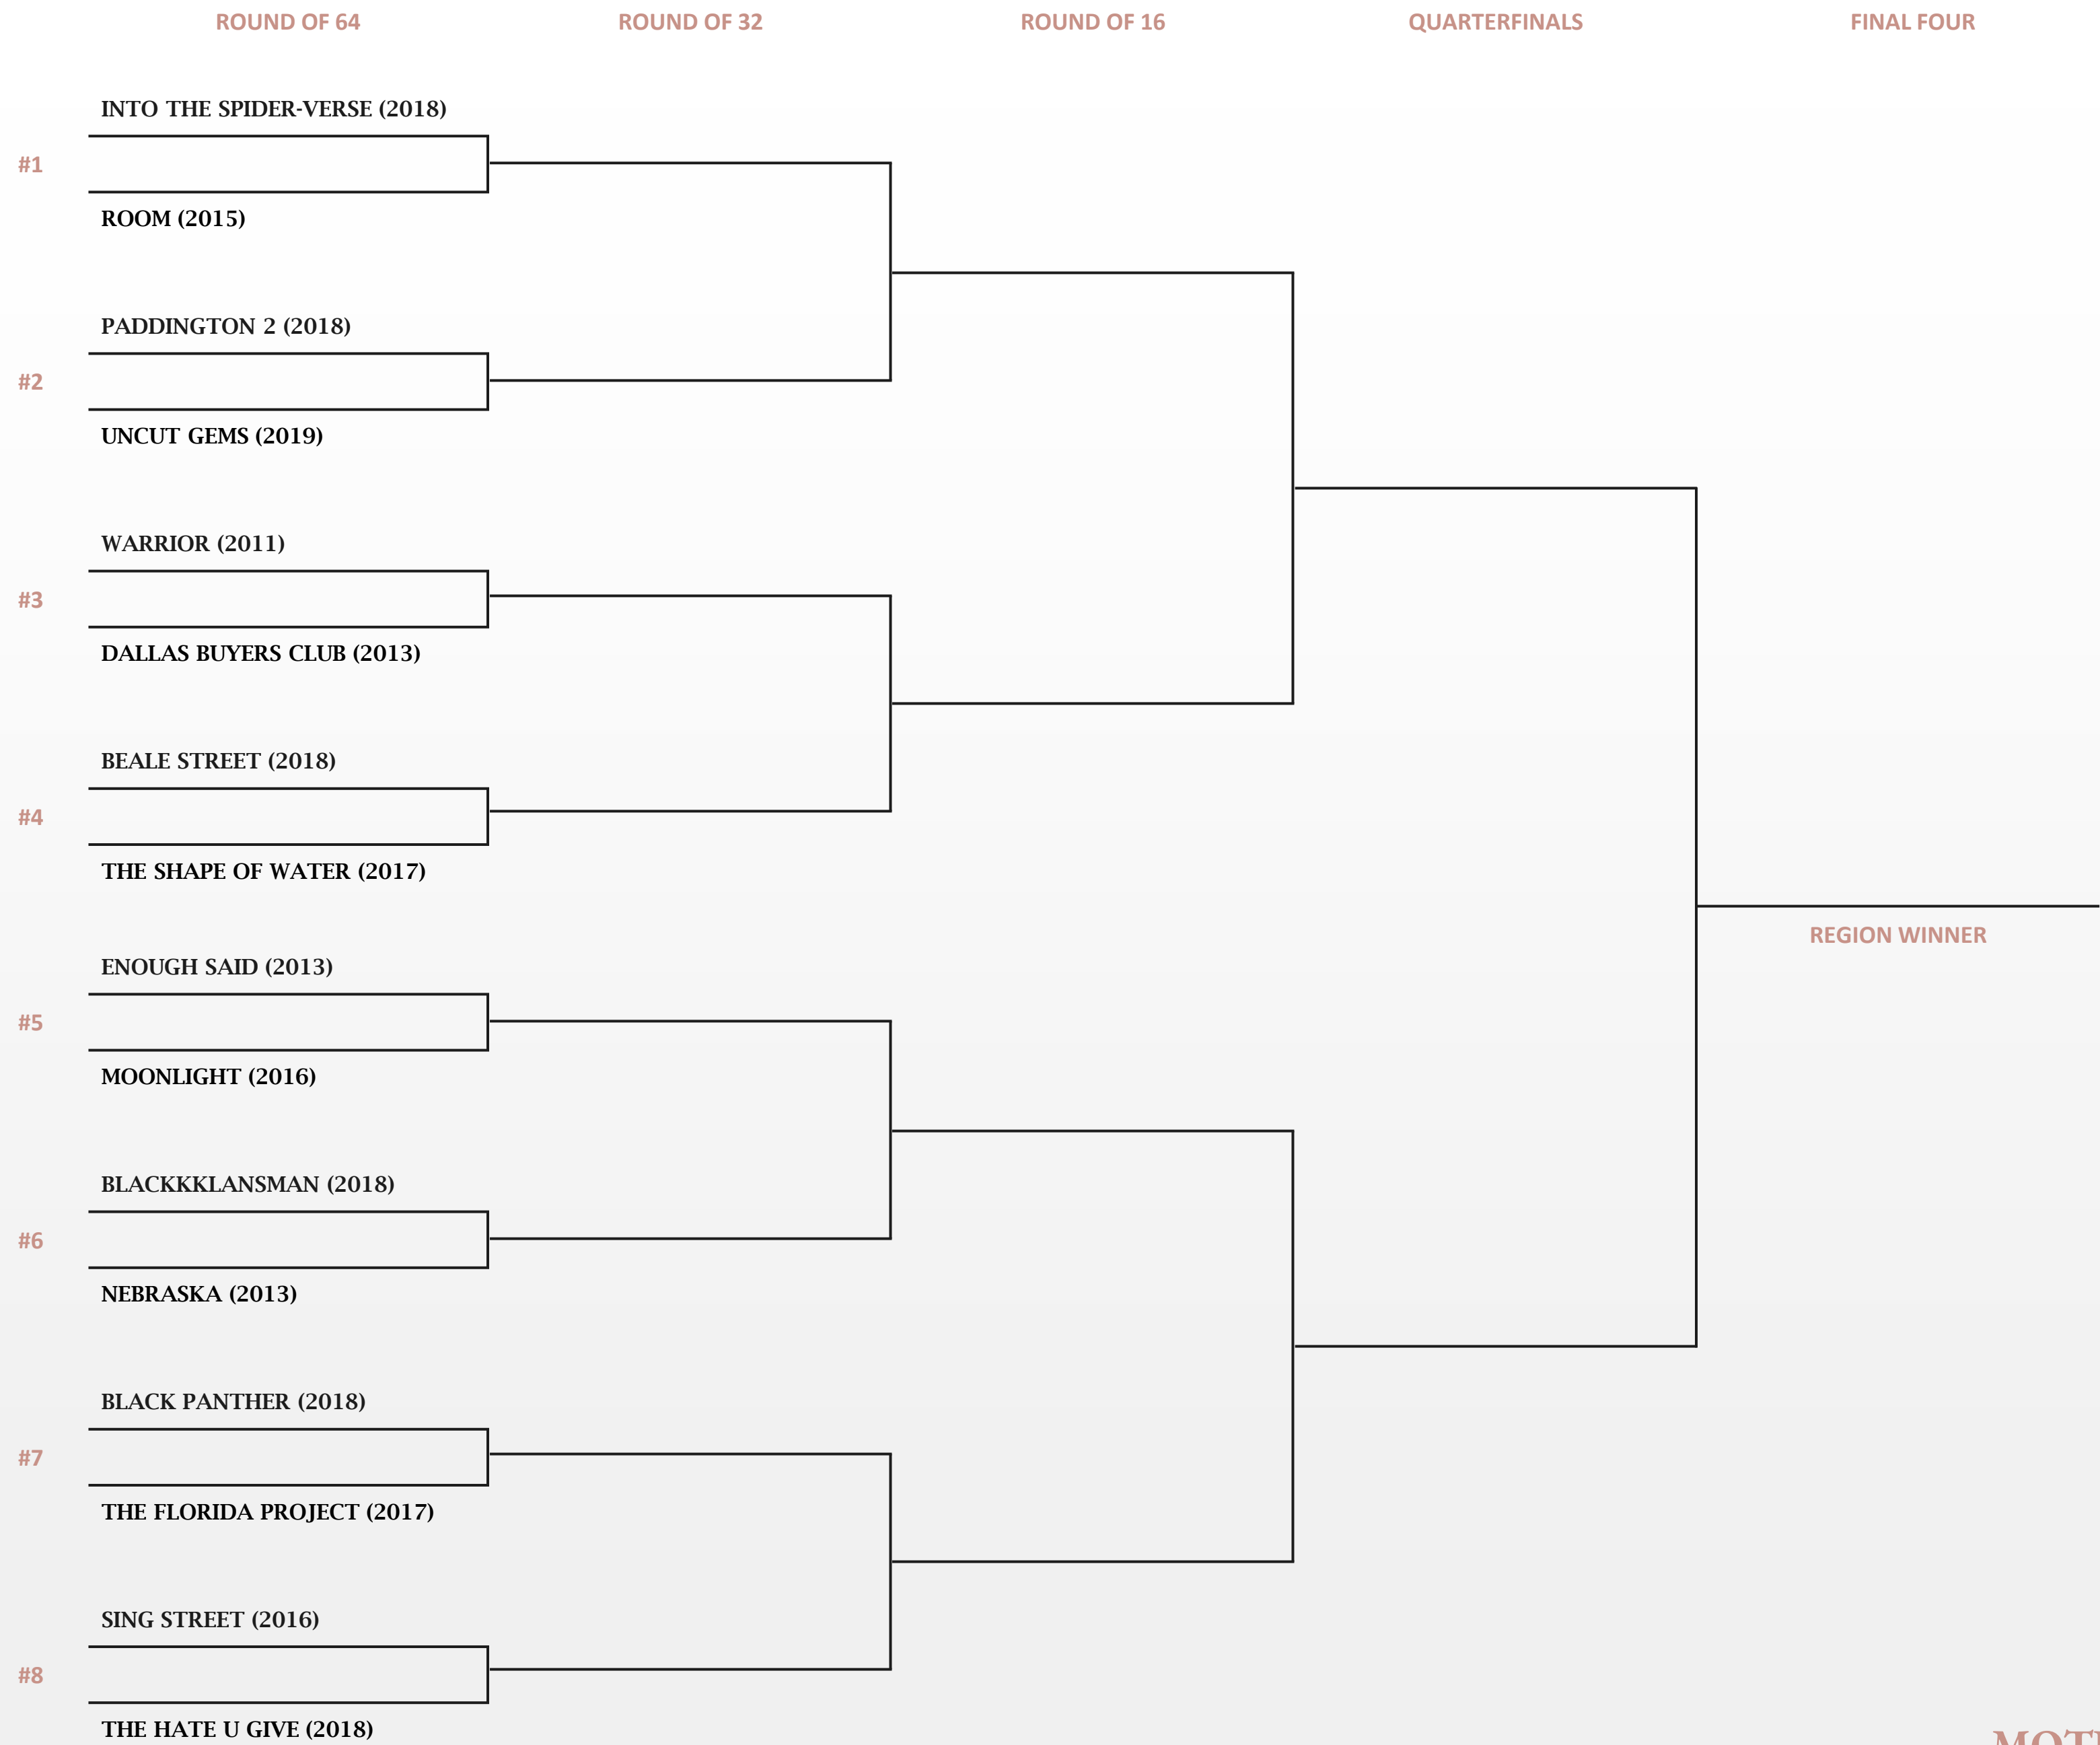 ROUND OF 64
ROUND OF 32
ROUND OF 16
QUARTERFINALS
FINAL FOUR
INTO THE SPIDER-VERSE (2018)
#1
ROOM (2015)
PADDINGTON 2 (2018)
#2
UNCUT GEMS (2019)
WARRIOR (2011)
#3
DALLAS BUYERS CLUB (2013)
BEALE STREET (2018)
#4
THE SHAPE OF WATER (2017)
REGION WINNER
ENOUGH SAID (2013)
#5
MOONLIGHT (2016)
BLACKKKLANSMAN (2018)
#6
NEBRASKA (2013)
BLACK PANTHER (2018)
#7
THE FLORIDA PROJECT (2017)
SING STREET (2016)
#8
THE HATE U GIVE (2018)